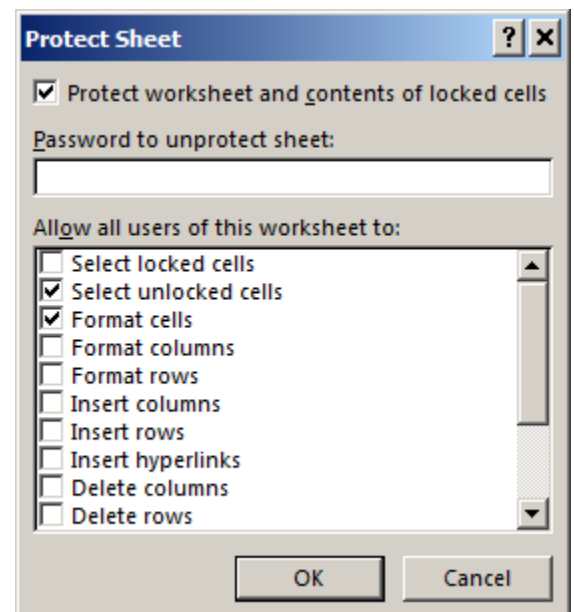 Protect Sheet
Protect worksheet and contents of locked cells
Password to unprotect sheet:
Allow all users of this worksheet to:
Select locked cells
Select unlocked cells
Format cells
Format columns
Format rows
Insert columns
Insert rows
Insert hyperlinks
Delete columns
Delete rows
OK Cancel